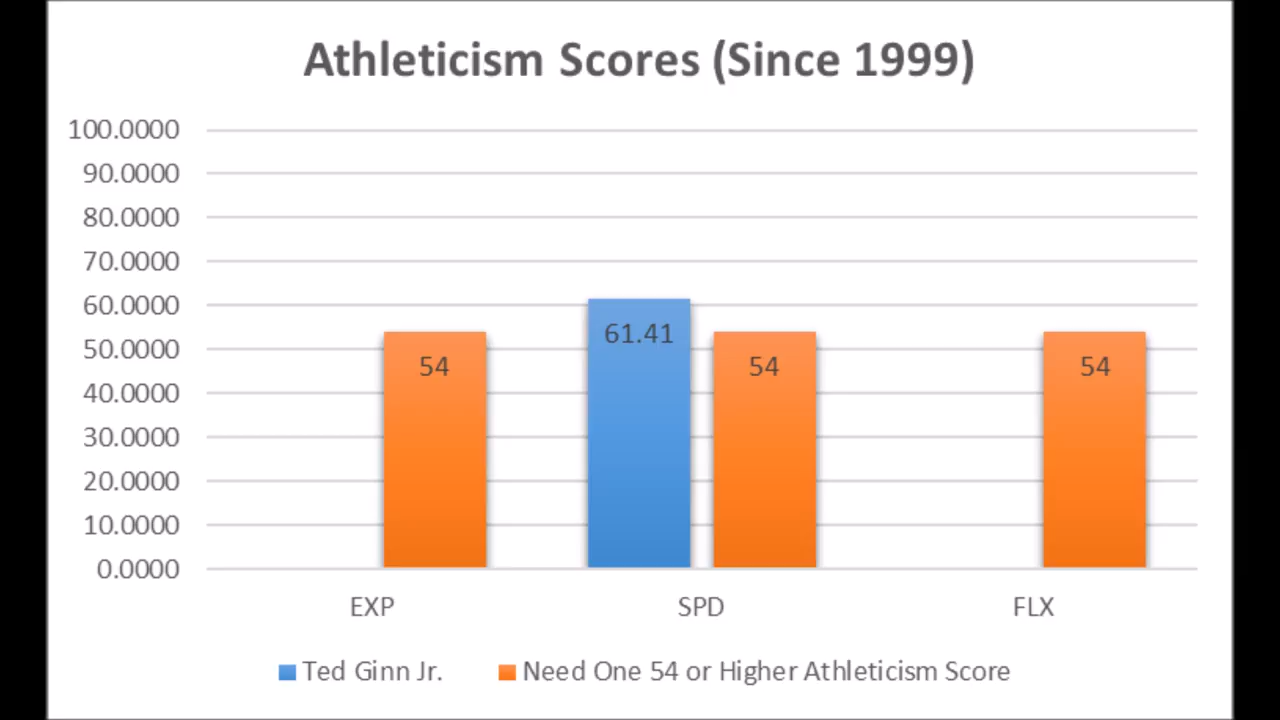 Athleticism Scores (Since 1999)
100.0000
90.0000
80.0000
70.0000
60.0000
50.0000
40.0000
30.0000
20.0000
10.0000
0.0000
54
61.41
54
54
EXP
SPD
FLX
Ted Ginn Jr.
Need One 54 or Higher Athleticism Score